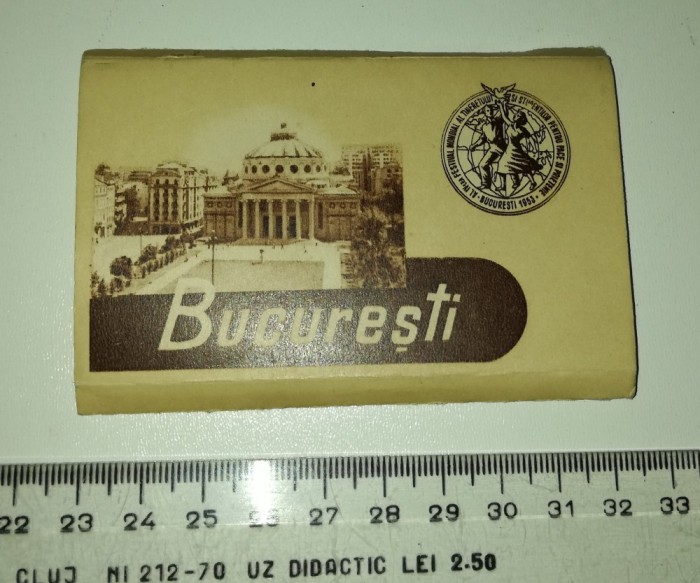 AL IV-LEA FESTIVAL MONDIAL AL TINERETULUI ȘI STUDENȚILOR PENTRU PACE ȘI PRIETENIE
· BUCUREȘTI 1953 ·
București
22 23 24 25 26 27 28 29 30 31 32 33
CLUJ NI 212-70 UZ DIDACTIC LEI 2.50